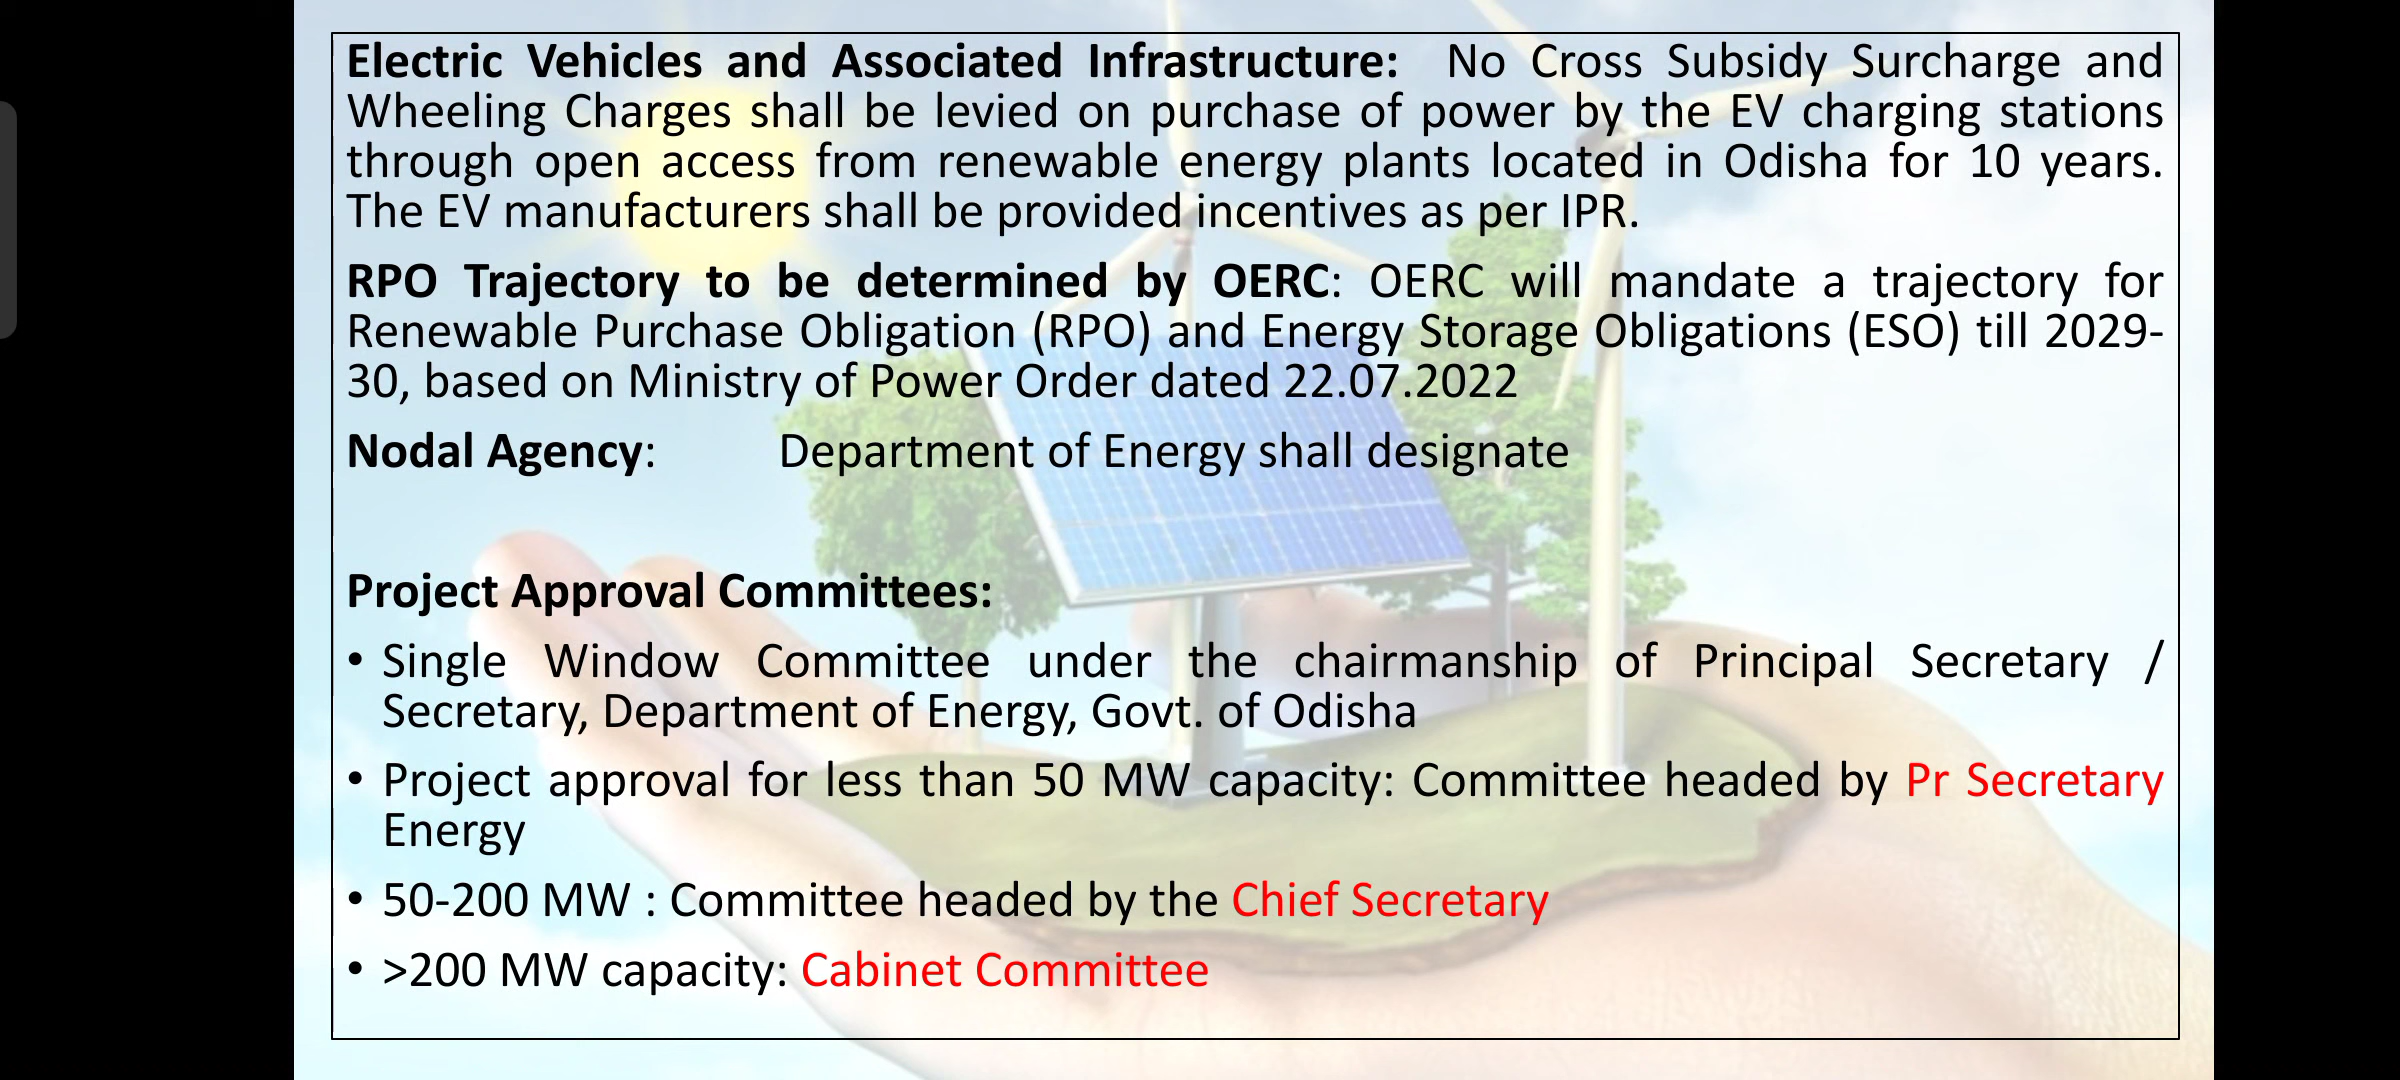 Electric Vehicles and Associated Infrastructure: No Cross Subsidy Surcharge and
Wheeling Charges shall be levied on purchase of power by the EV charging stations
through open access from renewable energy plants located in Odisha for 10 years.
The EV manufacturers shall be provided incentives as per IPR.
RPO Trajectory to be determined by OERC: OERC will mandate a trajectory for
Renewable Purchase Obligation (RPO) and Energy Storage Obligations (ESO) till 2029-
30, based on Ministry of Power Order dated 22.07.2022
Nodal Agency: Department of Energy shall designate
Project Approval Committees:
• Single Window Committee under the chairmanship of Principal Secretary /
Secretary, Department of Energy, Govt. of Odisha
• Project approval for less than 50 MW capacity: Committee headed by Pr Secretary
Energy
• 50-200 MW : Committee headed by the Chief Secretary
• >200 MW capacity: Cabinet Committee